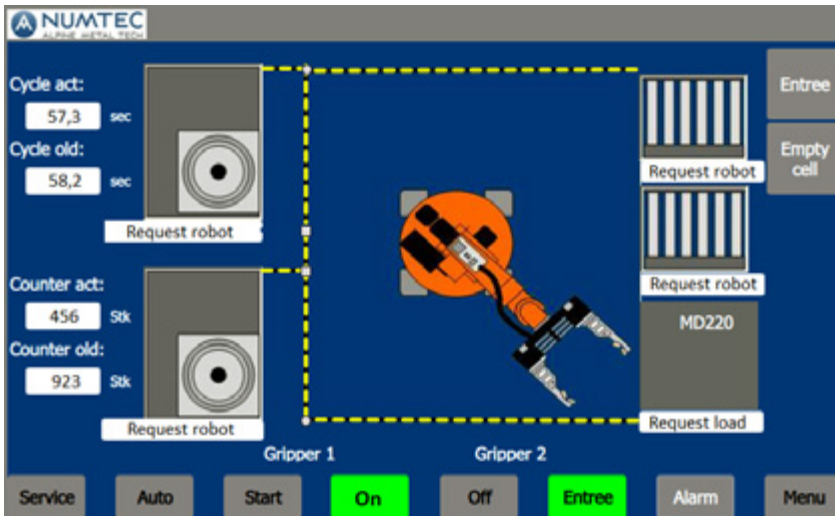 NUMTEC
ALPINE METAL TECH
Cycle act:
57,3 sec
Cycle old:
58,2 sec
Request robot
Counter act:
456 Stk
Counter old:
923 Stk
Request robot
Entree
Empty
cell
Request robot
Request robot
MD220
Request load
Gripper 1
Gripper 2
Service
Auto
Start
On
Off
Entree
Alarm
Menu